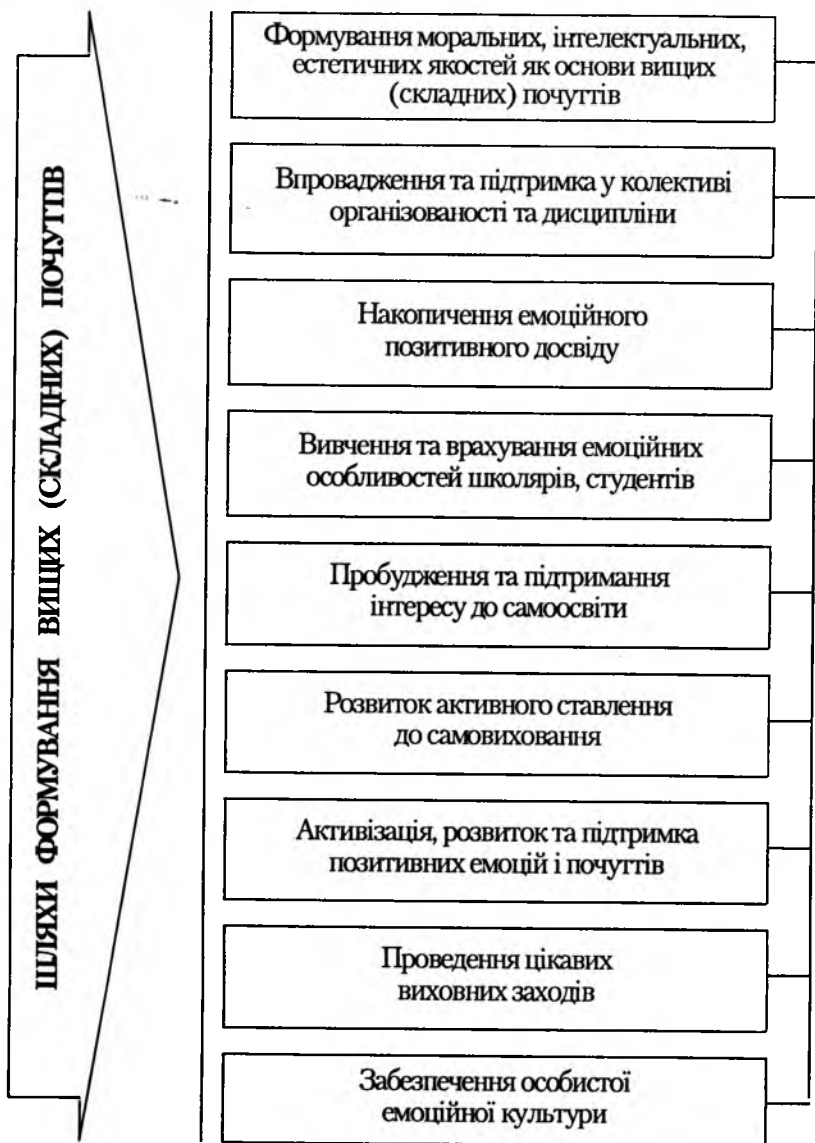 ШЛЯХИ ФОРМУВАННЯ ВИЩИХ (СКЛАДНИХ) ПОЧУТТІВ
Формування моральних, інтелектуальних,
естетичних якостей як основи вищих
(складних) почуттів
Впровадження та підтримка у колективі
організованості та дисципліни
Накопичення емоційного
позитивного досвіду
Вивчення та врахування емоційних
особливостей школярів, студентів
Пробудження та підтримання
інтересу до самоосвіти
Розвиток активного ставлення
до самовиховання
Активізація, розвиток та підтримка
позитивних емоцій і почуттів
Проведення цікавих
виховних заходів
Забезпечення особистої
емоційної культури